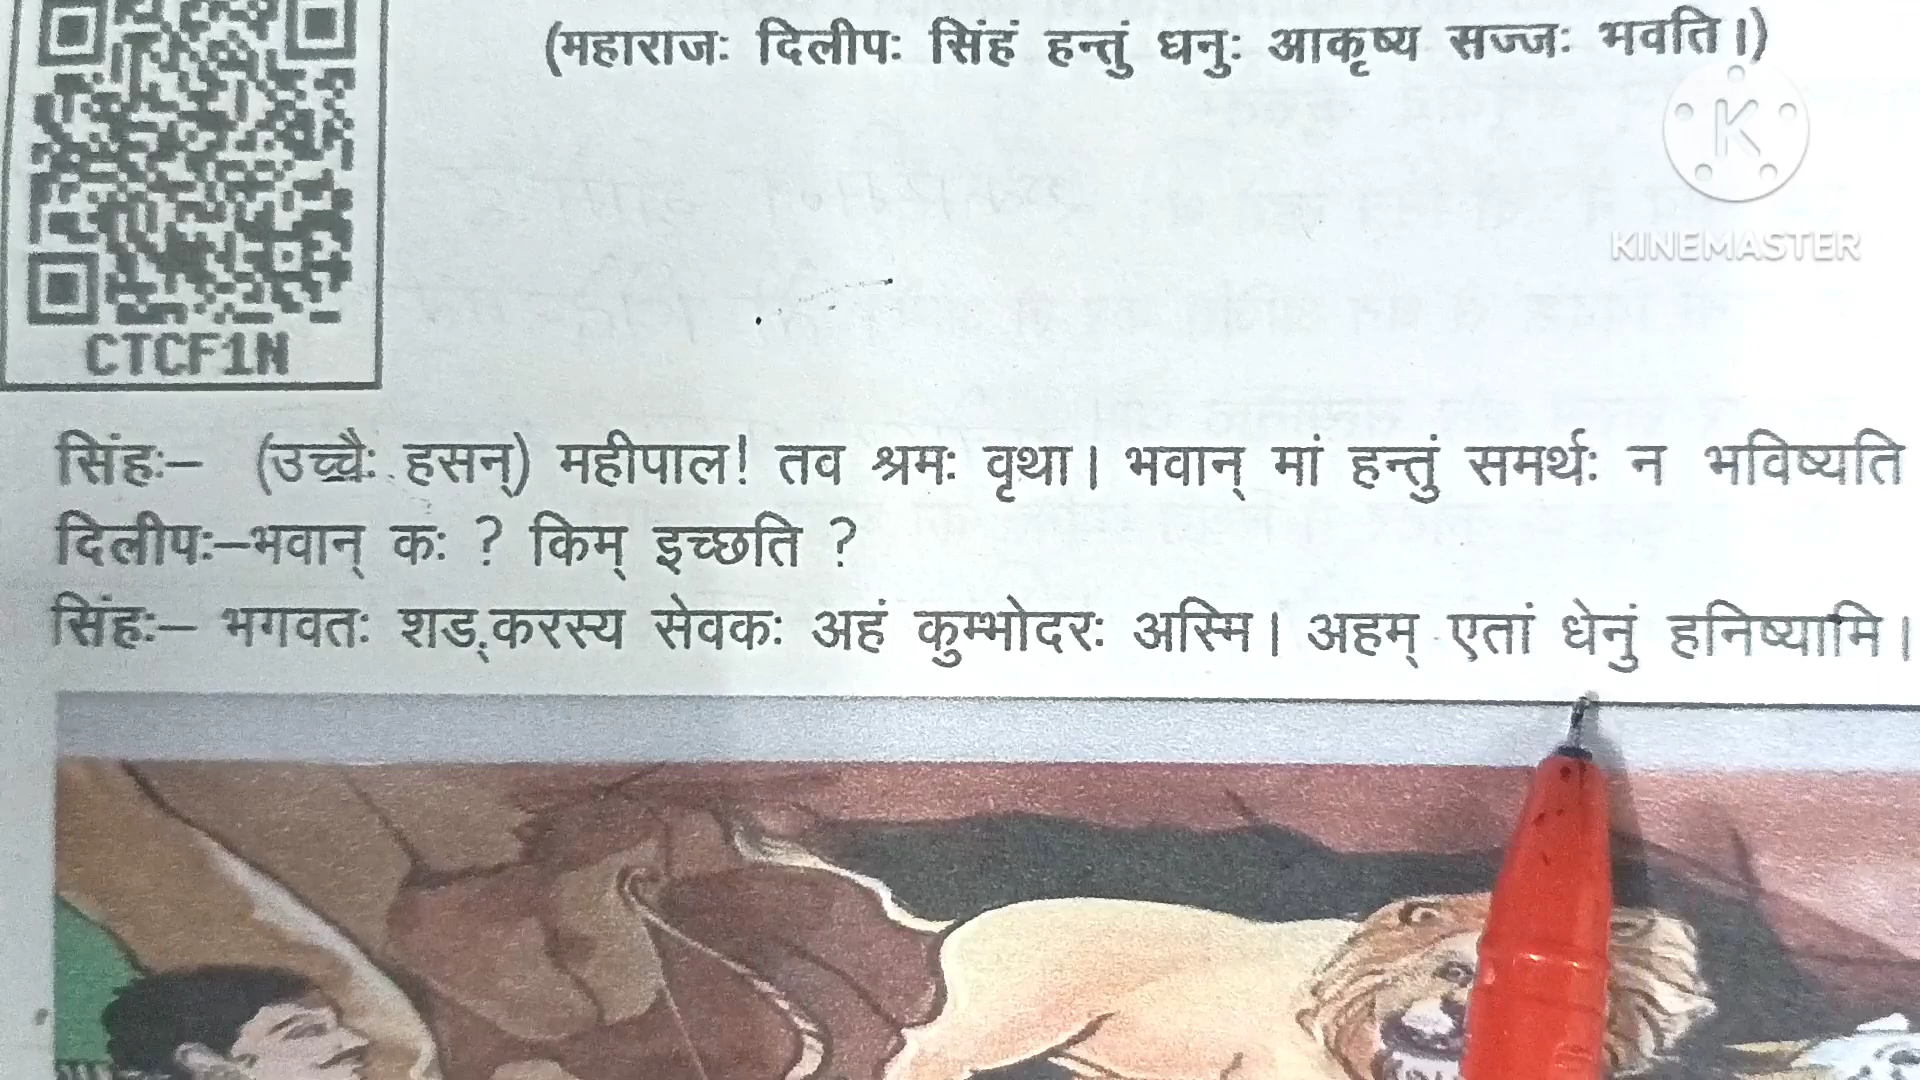 (महाराजः दिलीपः सिंहं हन्तुं धनुः आकृष्य सज्जः भवति।)
K
KINEMASTER
CTCF1N
सिंहः– (उच्चैः हसन्) महीपाल! तव श्रमः वृथा। भवान् मां हन्तुं समर्थः न भविष्यति
दिलीपः–भवान् कः ? किम् इच्छति ?
सिंहः– भगवतः शङ्करस्य सेवकः अहं कुम्भोदरः अस्मि। अहम् एतां धेनुं हनिष्यामि।